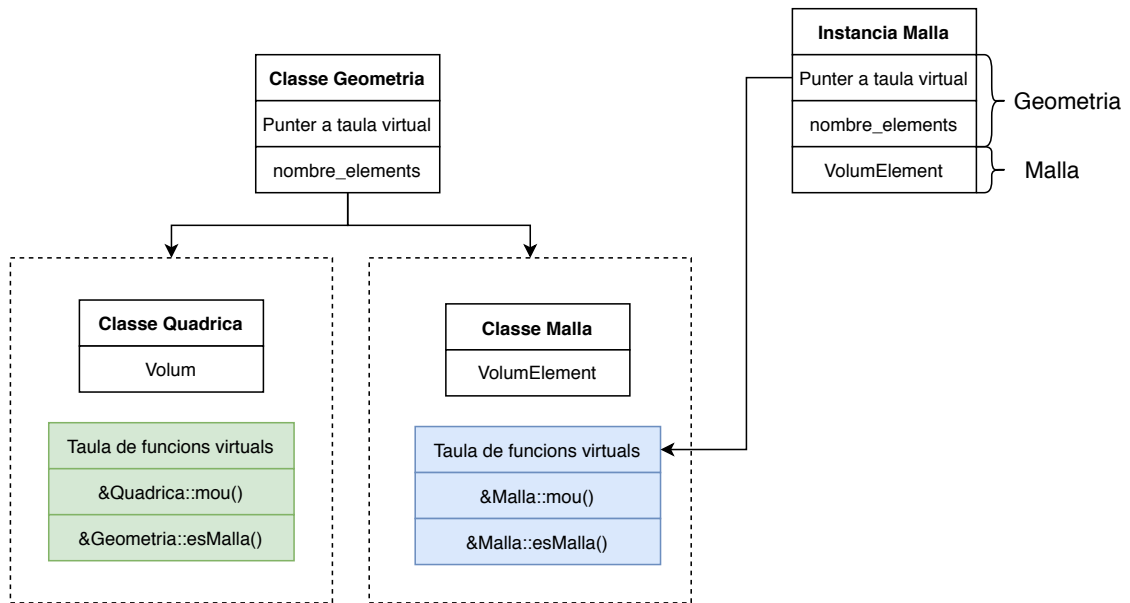 Classe Geometria
Punter a taula virtual
nombre_elements
Instancia Malla
Punter a taula virtual
nombre_elements
VolumElement
Geometria
Malla
Classe Quadrica
Volum
Taula de funcions virtuals
&Quadrica::mou()
&Geometria::esMalla()
Classe Malla
VolumElement
Taula de funcions virtuals
&Malla::mou()
&Malla::esMalla()